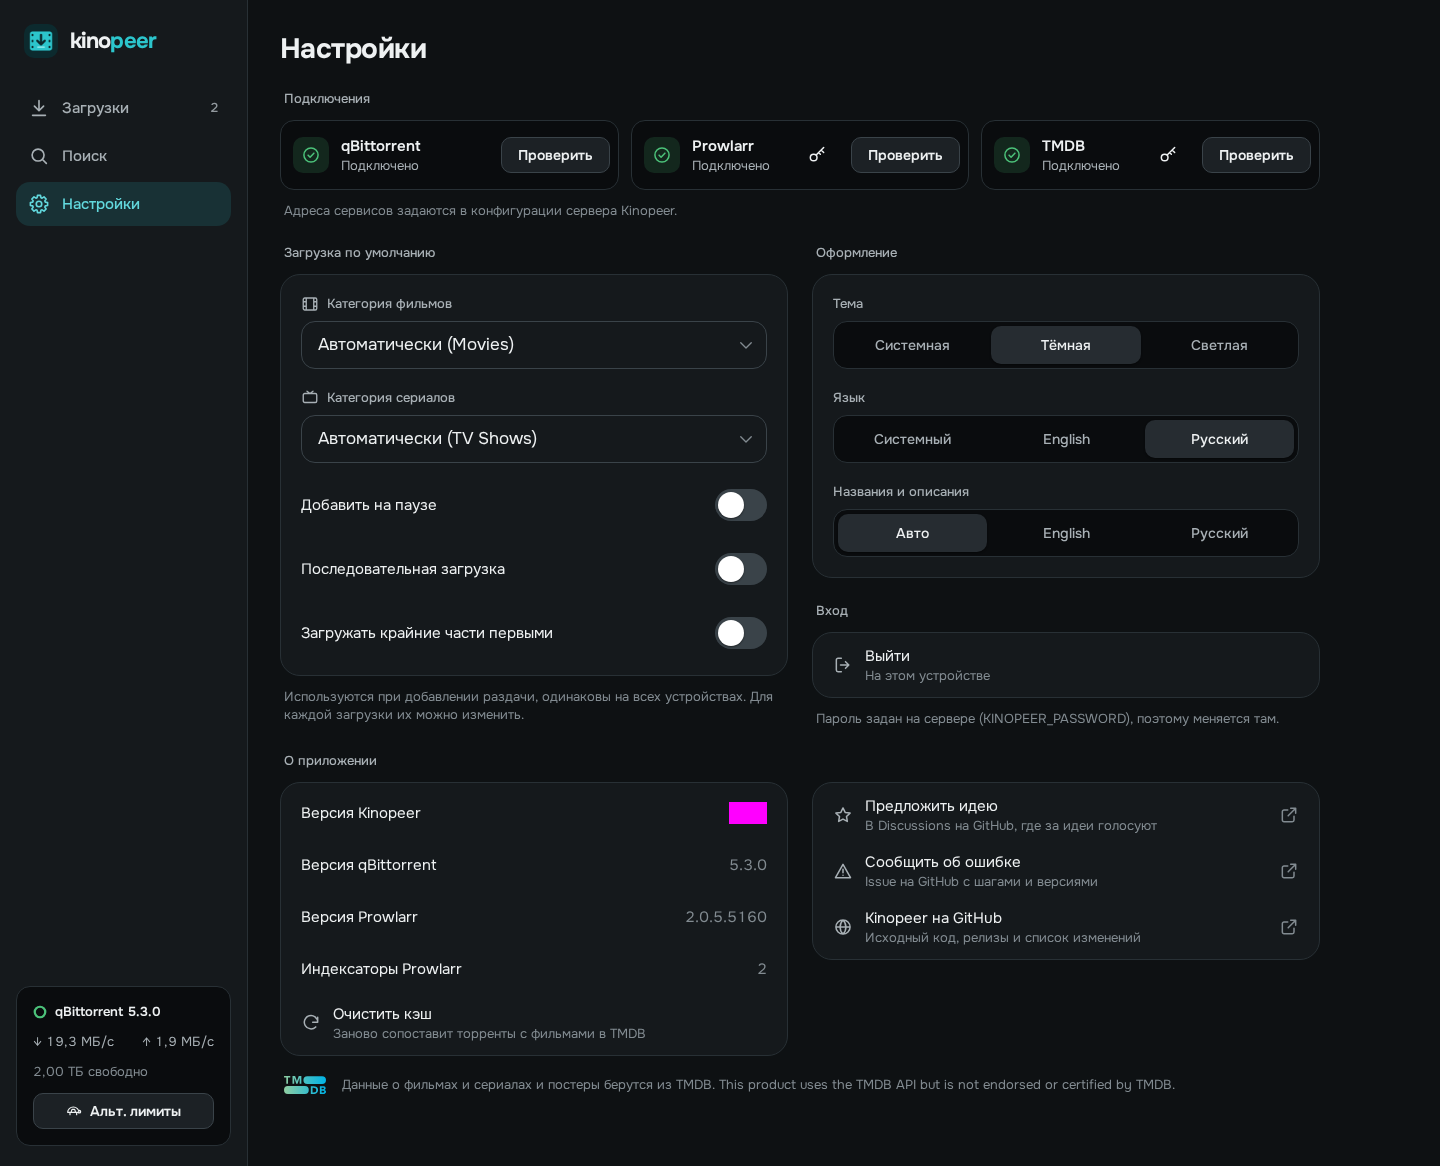 kinopeer
Загрузки 2
Поиск
Настройки
qBittorrent 5.3.0
↓ 19,3 МБ/с ↑ 1,9 МБ/с
2,00 ТБ свободно
Альт. лимиты
Настройки
Подключения
qBittorrent
Подключено
Проверить
Prowlarr
Подключено
Проверить
TMDB
Подключено
Проверить
Адреса сервисов задаются в конфигурации сервера Kinopeer.
Загрузка по умолчанию
Категория фильмов
Автоматически (Movies)
Категория сериалов
Автоматически (TV Shows)
Добавить на паузе
Последовательная загрузка
Загружать крайние части первыми
Используются при добавлении раздачи, одинаковы на всех устройствах. Для
каждой загрузки их можно изменить.
Оформление
Тема
Системная Тёмная Светлая
Язык
Системный English Русский
Названия и описания
Авто English Русский
Вход
Выйти
На этом устройстве
Пароль задан на сервере (KINOPEER_PASSWORD), поэтому меняется там.
О приложении
Версия Kinopeer
Версия qBittorrent 5.3.0
Версия Prowlarr 2.0.5.5160
Индексаторы Prowlarr 2
Очистить кэш
Заново сопоставит торренты с фильмами в TMDB
Предложить идею
В Discussions на GitHub, где за идеи голосуют
Сообщить об ошибке
Issue на GitHub с шагами и версиями
Kinopeer на GitHub
Исходный код, релизы и список изменений
TMDB
Данные о фильмах и сериалах и постеры берутся из TMDB. This product uses the TMDB API but is not endorsed or certified by TMDB.